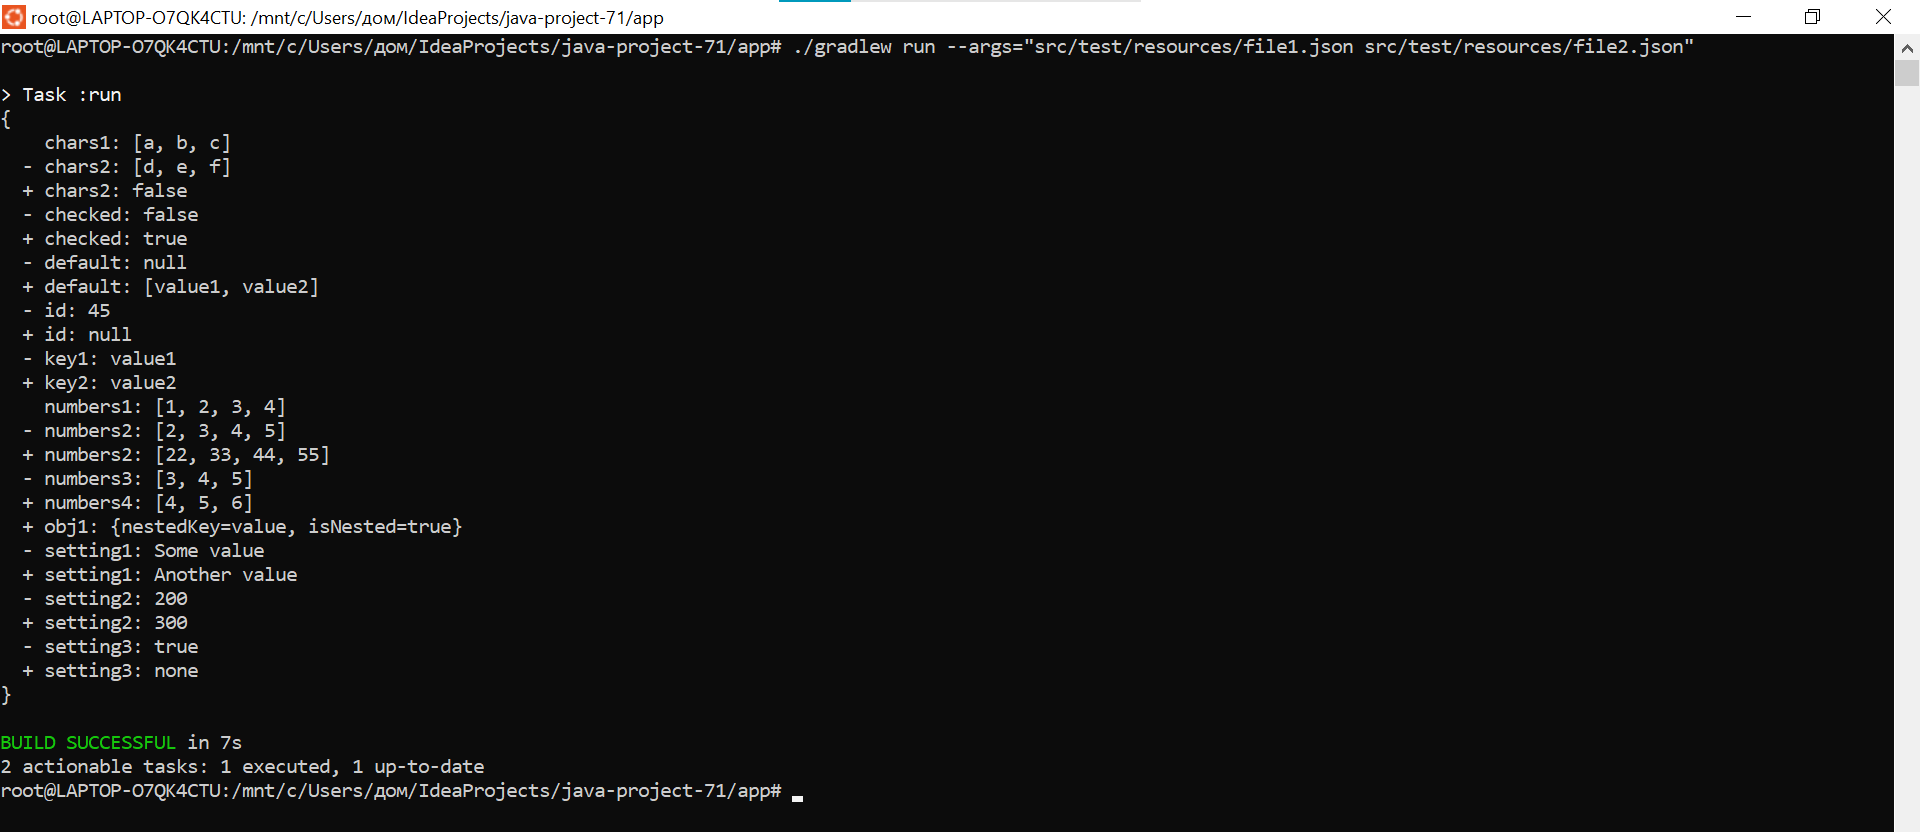 root@LAPTOP-O7QK4CTU: /mnt/c/Users/дом/IdeaProjects/java-project-71/app
root@LAPTOP-O7QK4CTU:/mnt/c/Users/дом/IdeaProjects/java-project-71/app# ./gradlew run --args="src/test/resources/file1.json src/test/resources/file2.json"

> Task :run
{
    chars1: [a, b, c]
  - chars2: [d, e, f]
  + chars2: false
  - checked: false
  + checked: true
  - default: null
  + default: [value1, value2]
  - id: 45
  + id: null
  - key1: value1
  + key2: value2
    numbers1: [1, 2, 3, 4]
  - numbers2: [2, 3, 4, 5]
  + numbers2: [22, 33, 44, 55]
  - numbers3: [3, 4, 5]
  + numbers4: [4, 5, 6]
  + obj1: {nestedKey=value, isNested=true}
  - setting1: Some value
  + setting1: Another value
  - setting2: 200
  + setting2: 300
  - setting3: true
  + setting3: none
}

BUILD SUCCESSFUL in 7s
2 actionable tasks: 1 executed, 1 up-to-date
root@LAPTOP-O7QK4CTU:/mnt/c/Users/дом/IdeaProjects/java-project-71/app#